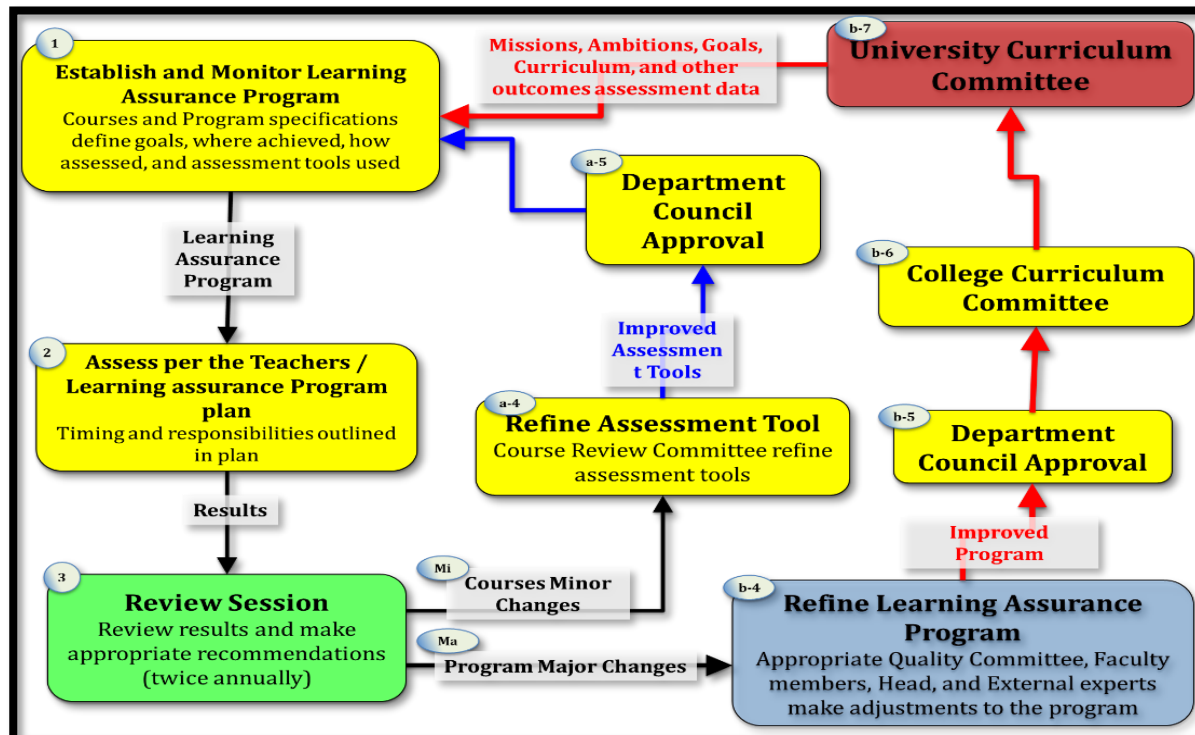 1
Establish and Monitor Learning
Assurance Program
Courses and Program specifications
define goals, where achieved, how
assessed, and assessment tools used
Missions, Ambitions, Goals,
Curriculum, and other
outcomes assessment data
b-7
University Curriculum
Committee
a-5
Department
Council
Approval
Learning
Assurance
Program
b-6
College Curriculum
Committee
2
Assess per the Teachers /
Learning assurance Program
plan
Timing and responsibilities outlined
in plan
Improved
Assessmen
t Tools
a-4
Refine Assessment Tool
Course Review Committee refine
assessment tools
b-5
Department
Council Approval
Results
Improved
Program
3
Review Session
Review results and make
appropriate recommendations
(twice annually)
Mi
Courses Minor
Changes
Ma
Program Major Changes
b-4
Refine Learning Assurance
Program
Appropriate Quality Committee, Faculty
members, Head, and External experts
make adjustments to the program